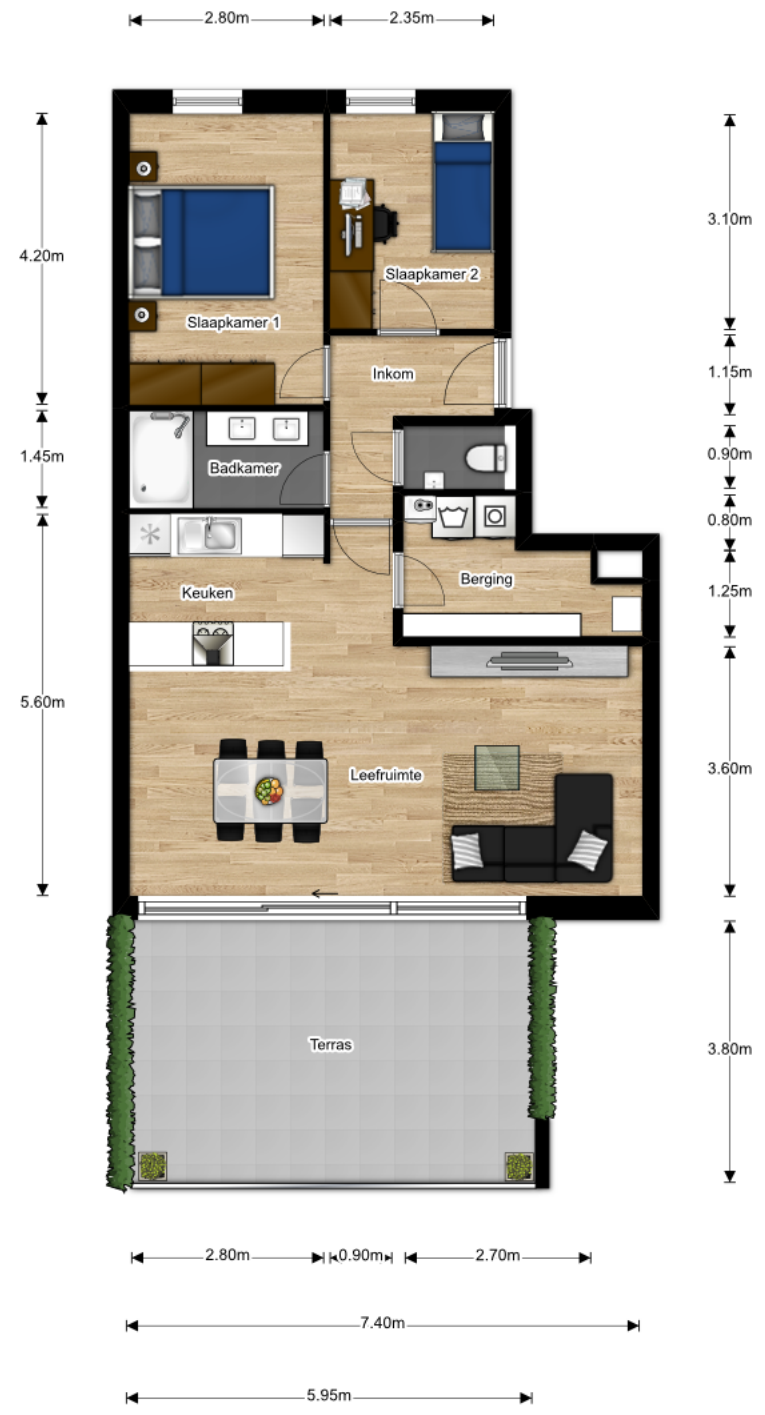 2.80m
2.35m
4.20m
3.10m
Slaapkamer 2
Slaapkamer 1
Inkom
1.15m
1.45m
Badkamer
0.90m
0.80m
Keuken
Berging
1.25m
5.60m
Leefruimte
3.60m
Terras
3.80m
2.80m
0.90m
2.70m
7.40m
5.95m